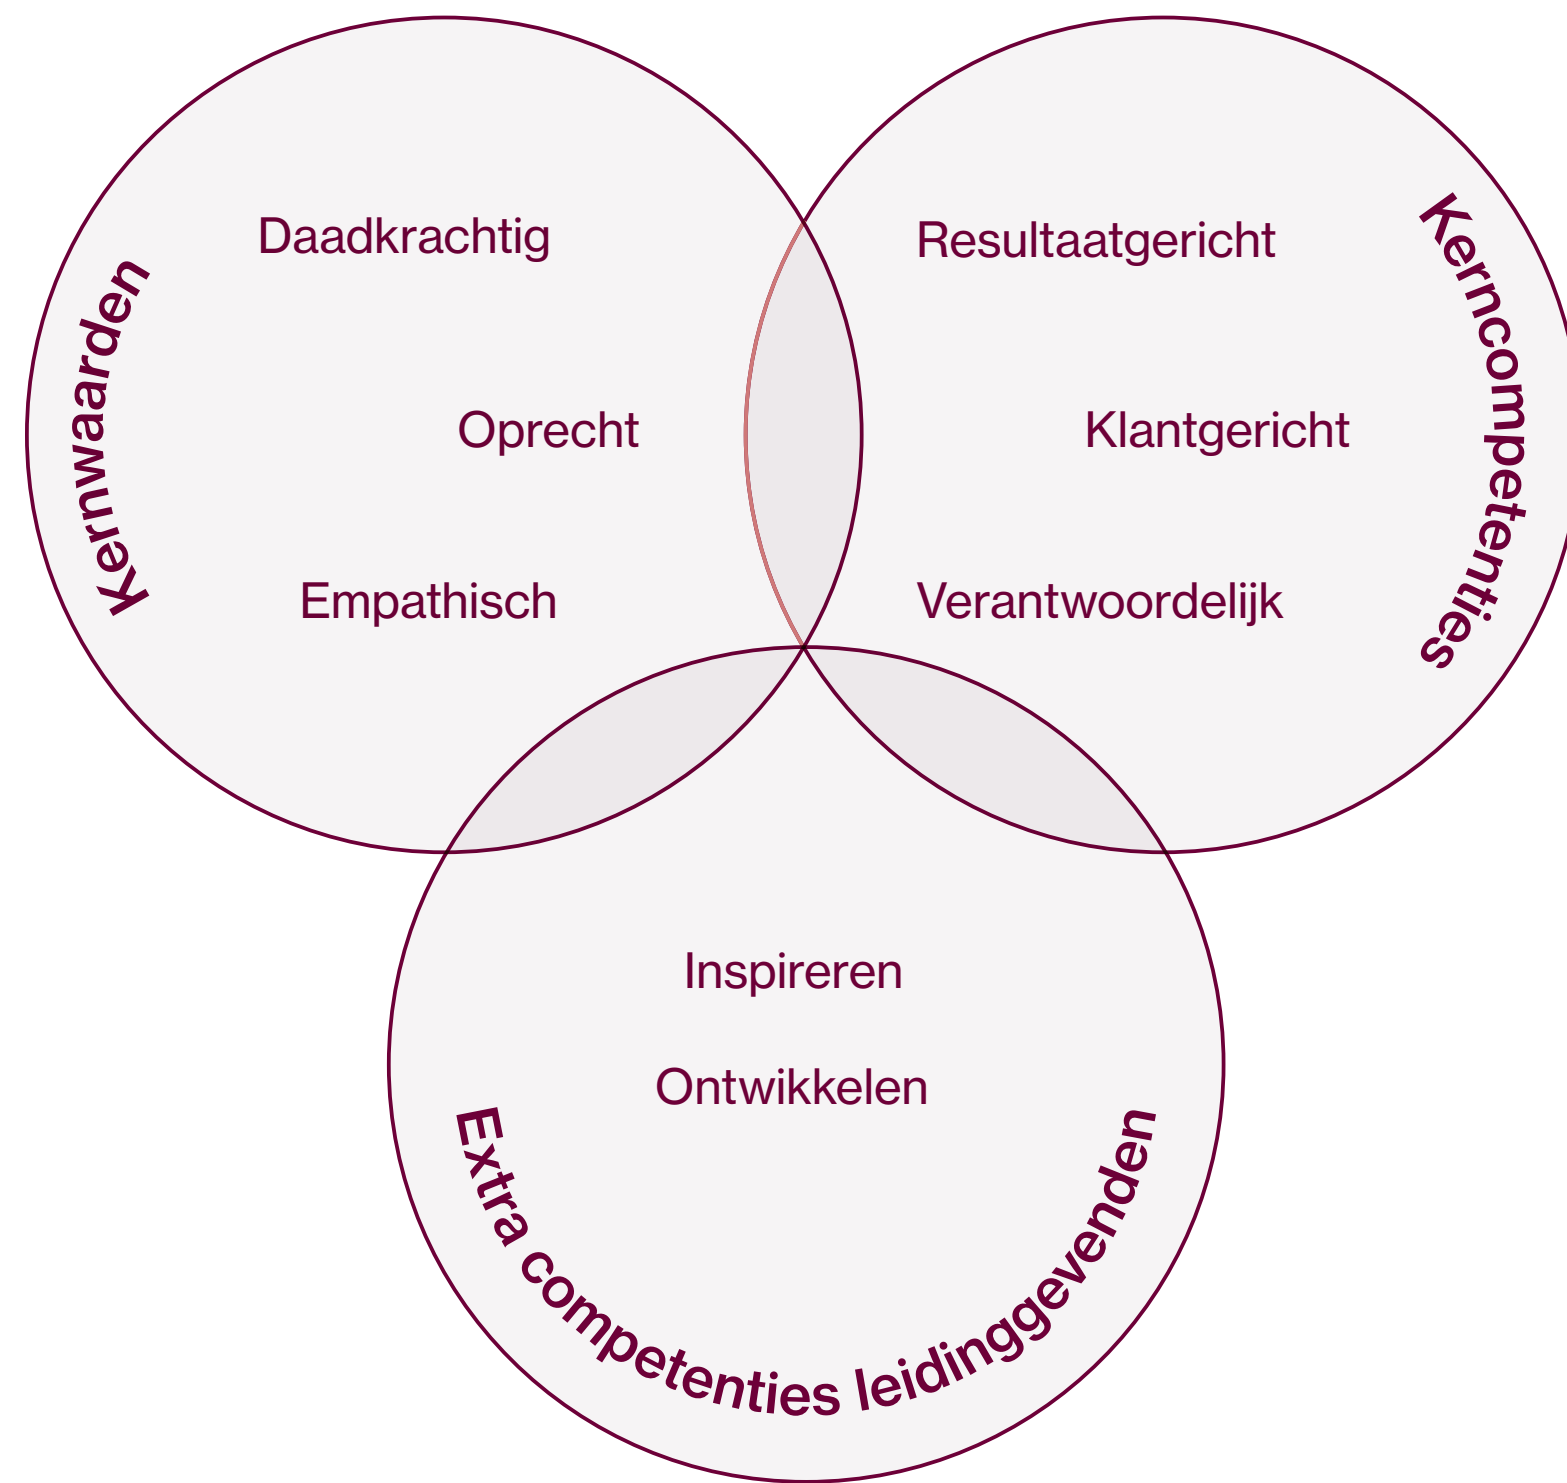 Kernwaarden
Daadkrachtig
Oprecht
Empathisch
Kerncompetenties
Resultaatgericht
Klantgericht
Verantwoordelijk
Inspireren
Ontwikkelen
Extra competenties leidinggevenden